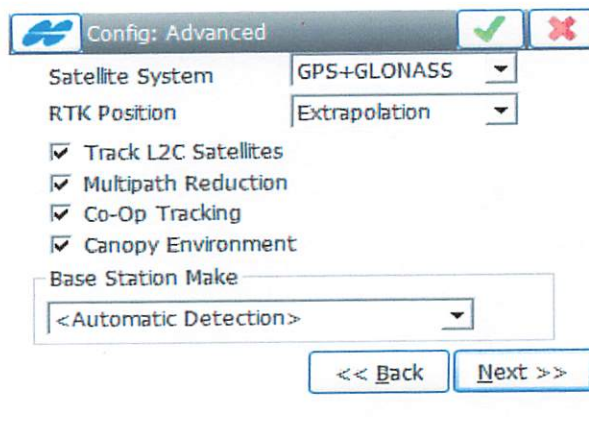 Config: Advanced
Satellite System GPS+GLONASS
RTK Position Extrapolation
Track L2C Satellites
Multipath Reduction
Co-Op Tracking
Canopy Environment
Base Station Make
<Automatic Detection>
<< Back Next >>